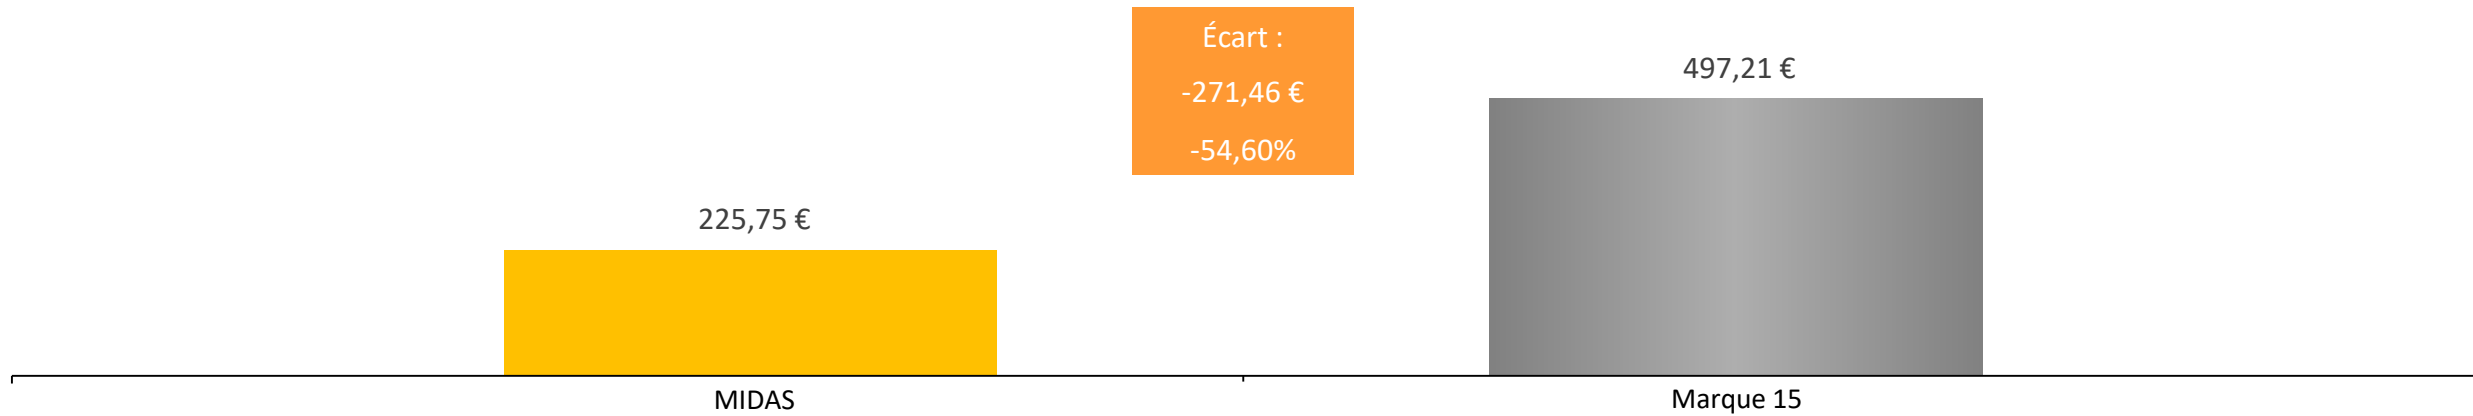 Écart :
-271,46 €
-54,60%
497,21 €
225,75 €
MIDAS
Marque 15